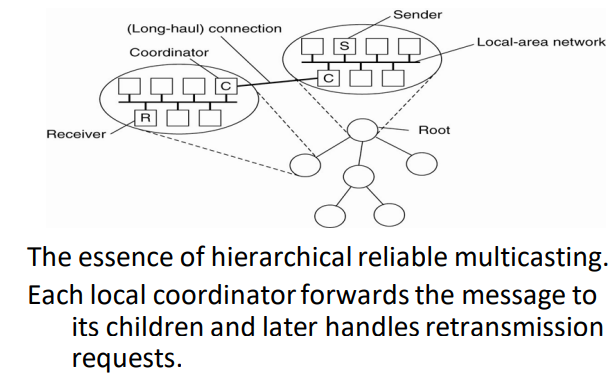 Sender
(Long-haul) connection
Coordinator
S
Local-area network
C
C
R
Receiver
Root
The essence of hierarchical reliable multicasting.
Each local coordinator forwards the message to
its children and later handles retransmission
requests.